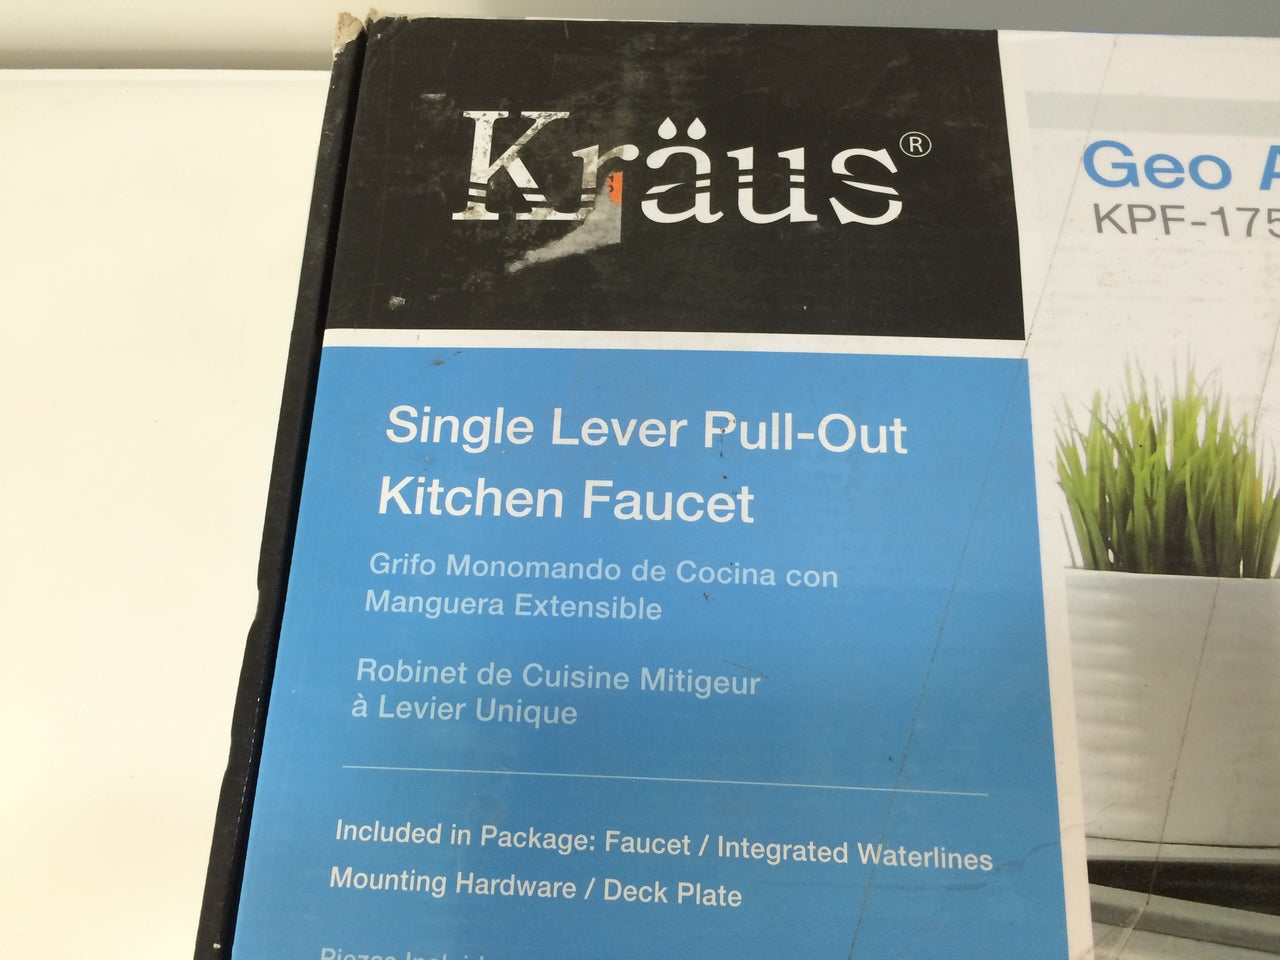 Kräus®
Geo A
KPF-175
Single Lever Pull-Out
Kitchen Faucet
Grifo Monomando de Cocina con
Manguera Extensible
Robinet de Cuisine Mitigeur
à Levier Unique
Included in Package: Faucet / Integrated Waterlines
Mounting Hardware / Deck Plate